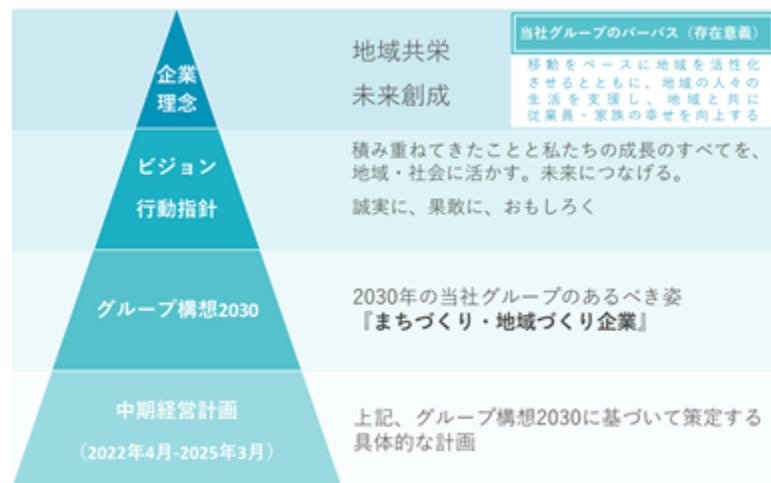 企業
理念
地域共栄
未来創成
当社グループのパーパス（存在意義）
移動をベースに地域を活性化
させるとともに、地域の人々の
生活を支援し、地域と共に
従業員・家族の幸せを向上する
ビジョン
行動指針
積み重ねてきたことと私たちの成長のすべてを、
地域・社会に活かす。未来につなげる。
誠実に、果敢に、おもしろく
グループ構想2030
2030年の当社グループのあるべき姿
『まちづくり・地域づくり企業』
中期経営計画
（2022年4月-2025年3月）
上記、グループ構想2030に基づいて策定する
具体的な計画